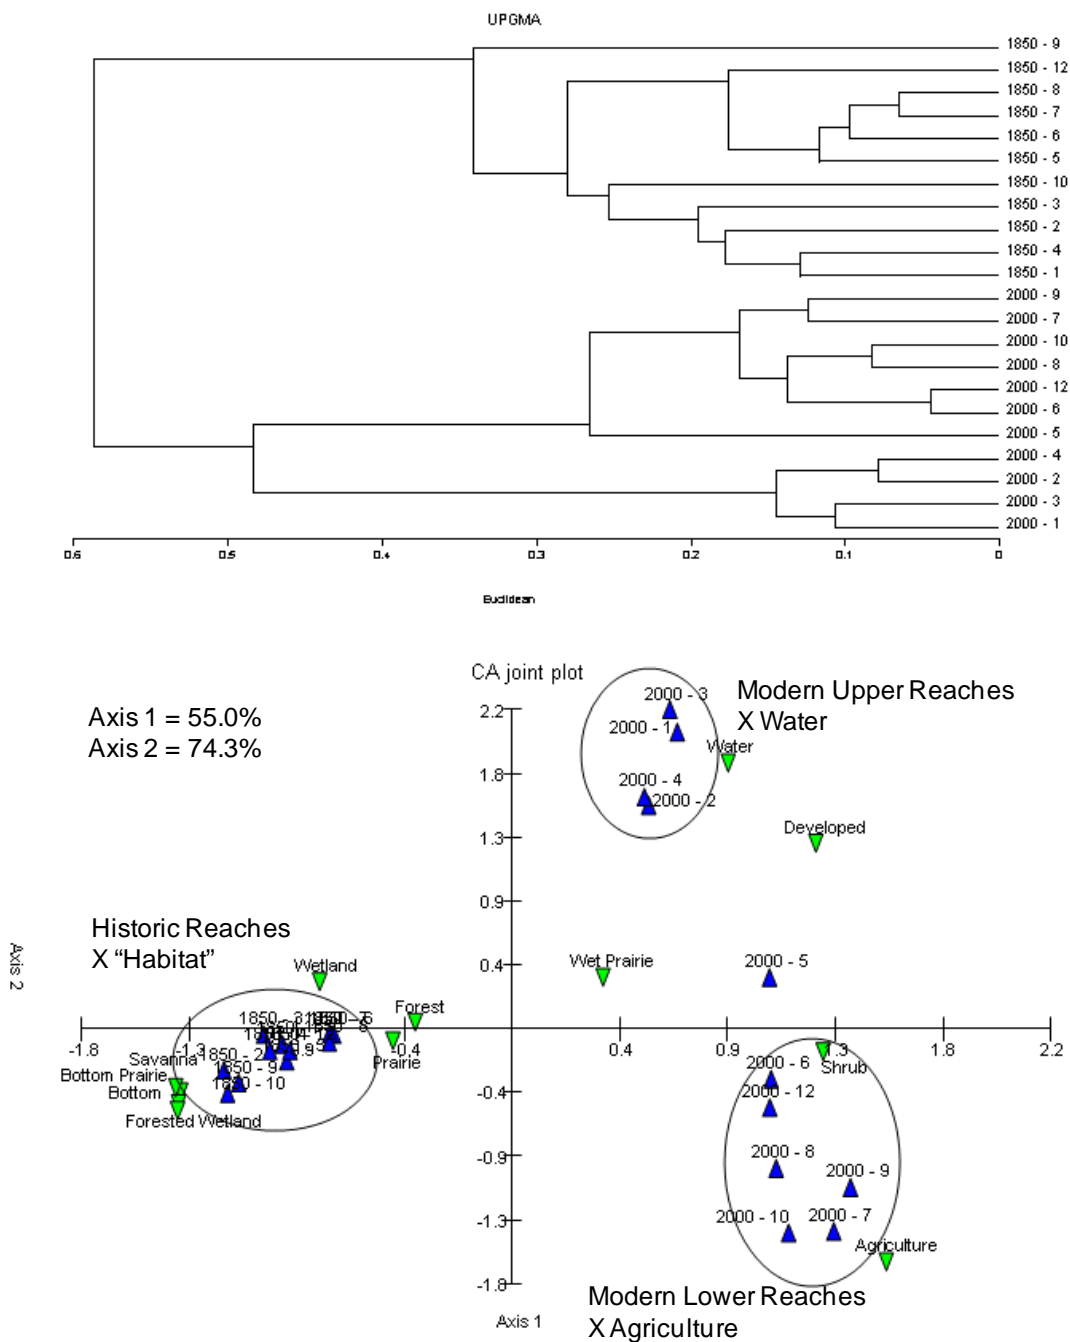 UPGMA
1850 - 9
1850 - 12
1850 - 8
1850 - 7
1850 - 6
1850 - 5
1850 - 10
1850 - 3
1850 - 2
1850 - 4
1850 - 1
2000 - 9
2000 - 7
2000 - 10
2000 - 8
2000 - 12
2000 - 6
2000 - 5
2000 - 4
2000 - 2
2000 - 3
2000 - 1
0.6 0.5 0.4 0.3 0.2 0.1 0
Euclidean
CA joint plot
Axis 1 = 55.0%
Axis 2 = 74.3%
Modern Upper Reaches
X Water
2000 - 3
2.2
2000 - 1
Water
1.8
2000 - 4
2000 - 2
1.3
Developed
0.9
Historic Reaches
X “Habitat”
Axis 2
0.4
Wetland
Wet Prairie
2000 - 5
Forest
1850 - 3
-1.8 -1.3 -0.9 -0.4 0.4 0.9 1.3 1.8 2.2
Prairie
Shrub
Savanna
1850 - 2
1850 - 9
2000 - 6
Bottom Prairie
1850 - 10
Bottom
-0.4
2000 - 12
Forested Wetland
-0.9
2000 - 8
2000 - 9
-1.3
2000 - 10
2000 - 7
Agriculture
-1.8
Modern Lower Reaches
X Agriculture
Axis 1